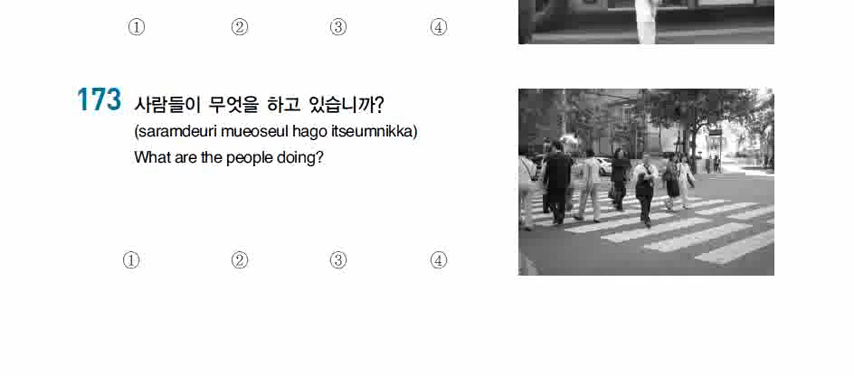 ① ② ③ ④
173 사람들이 무엇을 하고 있습니까?
(saramdeuri mueoseul hago itseumnikka)
What are the people doing?
① ② ③ ④